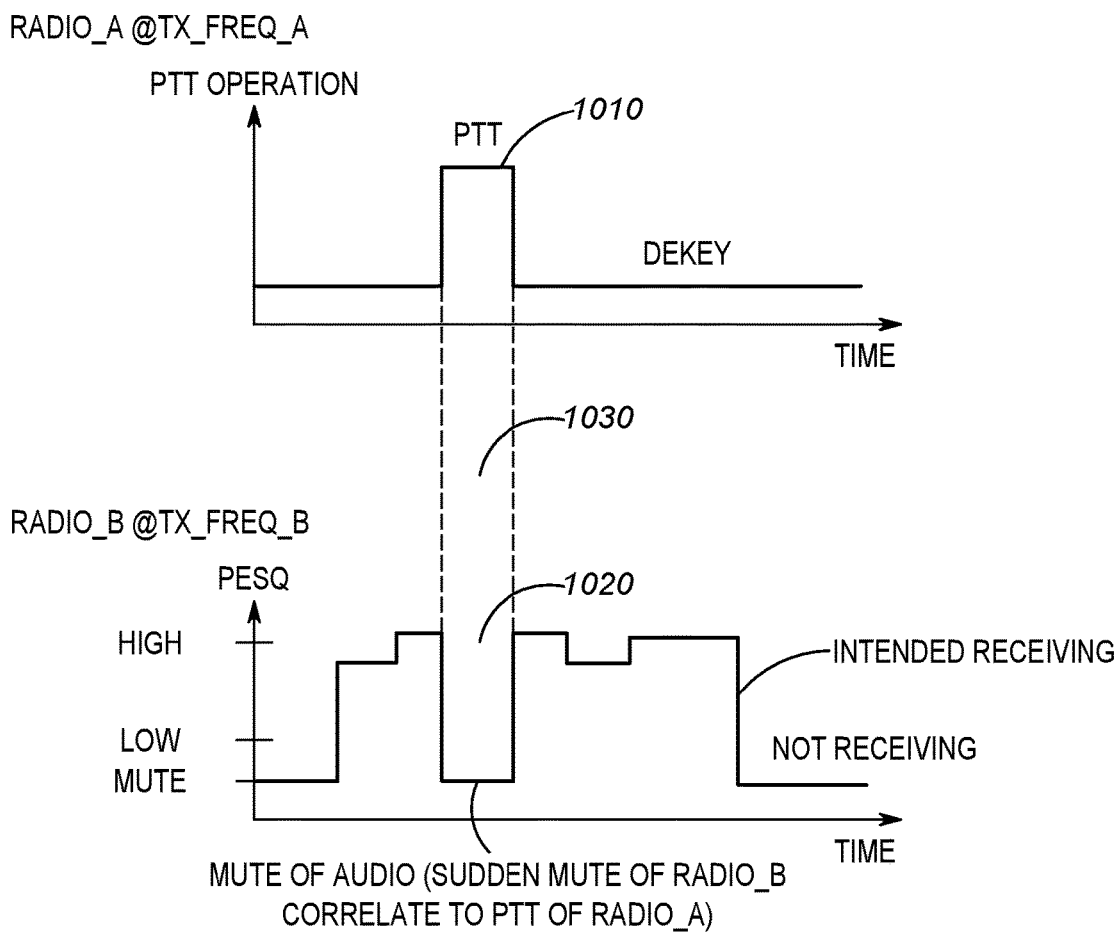 RADIO_A @TX_FREQ_A
PTT OPERATION
PTT
1010
DEKEY
TIME
1030
RADIO_B @TX_FREQ_B
PESQ
1020
HIGH
INTENDED RECEIVING
LOW
NOT RECEIVING
MUTE
TIME
MUTE OF AUDIO (SUDDEN MUTE OF RADIO_B
CORRELATE TO PTT OF RADIO_A)